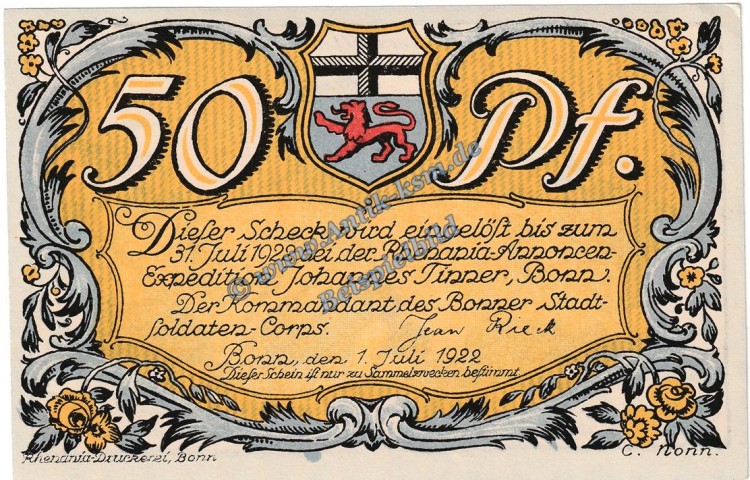 50 Pf.
Dieser Scheck wird eingelöst bis zum
31. Juli 1922 bei der Rhenania-Annoncen-
Expedition Johannes Tinner, Bonn.
Der Kommandant des Bonner Stadt-
soldaten-Corps. Jean Rieck
Bonn, den 1. Juli 1922
Dieser Schein ist nur zu Sammelzwecken bestimmt.
Rhenania-Druckerei, Bonn
C. Nonn.
© www.Antik-ksm.de
Beispielbild